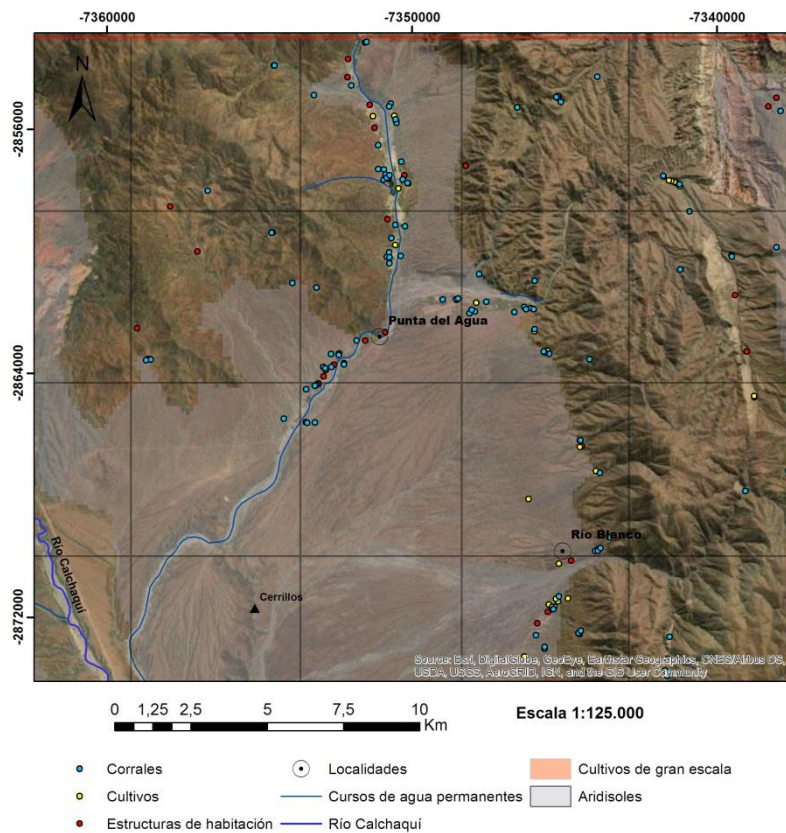 -7360000 -7350000 -7340000
N
-2856000
-2864000
-2872000
Punta del Agua
Río Blanco
Río Calchaquí
Cerrillos
Source: Esri, DigitalGlobe, GeoEye, Earthstar Geographics, CNES/Airbus DS,
USDA, USGS, AeroGRID, IGN, and the GIS User Community
0 1,25 2,5 5 7,5 10
Km
Escala 1:125.000
Corrales Localidades Cultivos de gran escala
Cultivos Cursos de agua permanentes Aridisoles
Estructuras de habitación Río Calchaquí